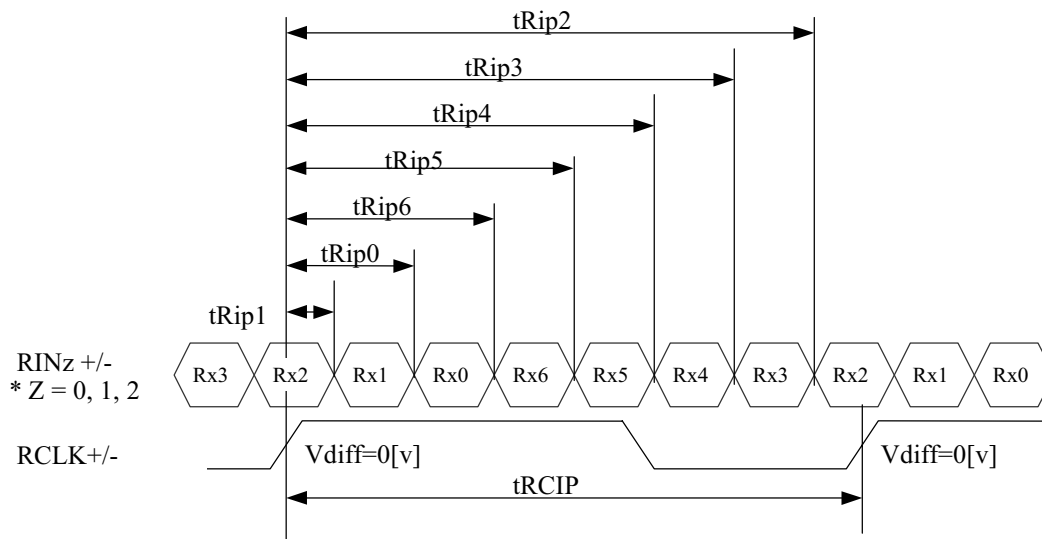 tRip2
tRip3
tRip4
tRip5
tRip6
tRip0
tRip1
RINz +/-
* Z = 0, 1, 2
Rx3 Rx2 Rx1 Rx0 Rx6 Rx5 Rx4 Rx3 Rx2 Rx1 Rx0
RCLK+/-
Vdiff=0[v] Vdiff=0[v]
tRCIP